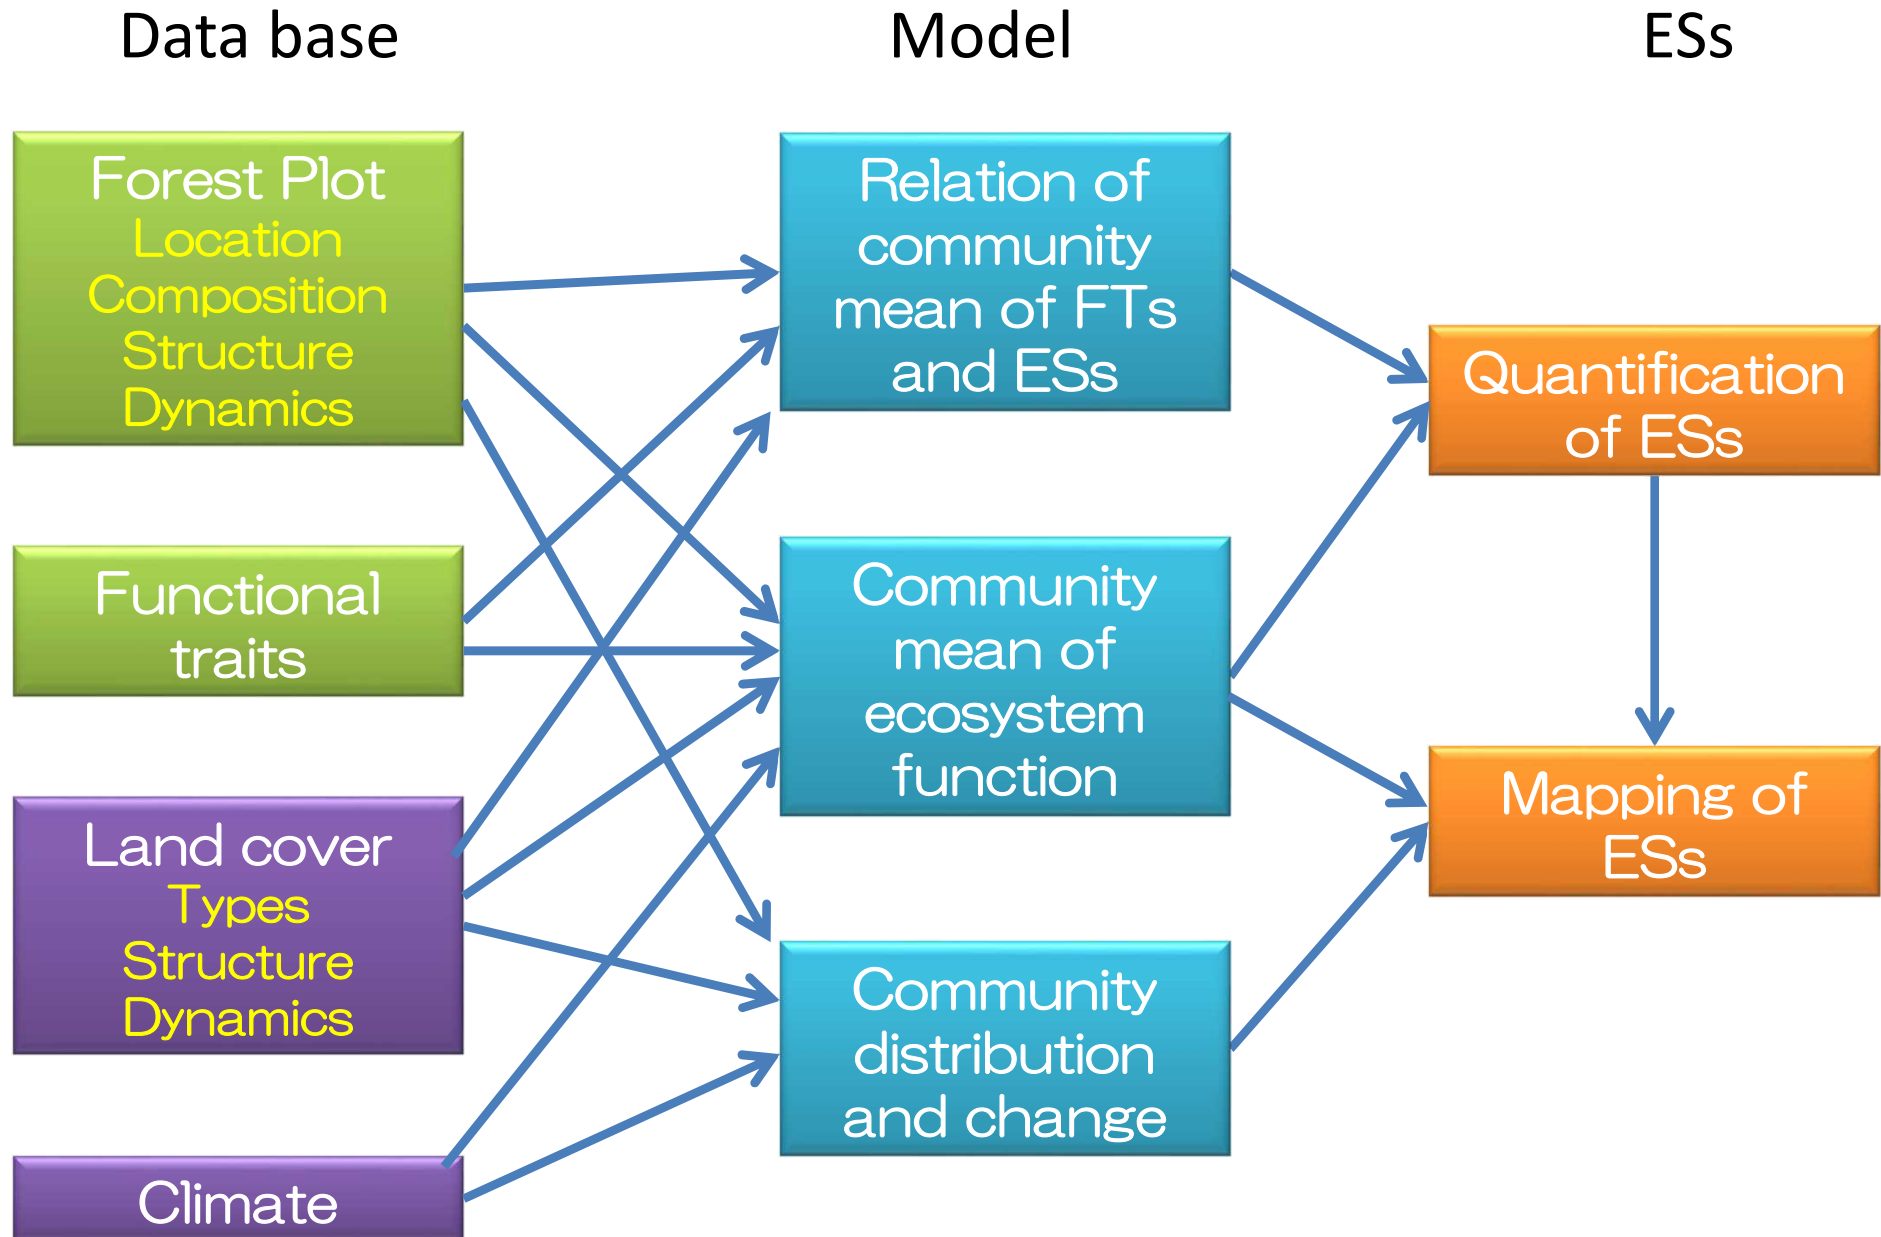 Data base
Model
ESs
Forest Plot
Location
Composition
Structure
Dynamics
Functional
traits
Land cover
Types
Structure
Dynamics
Climate
Relation of
community
mean of FTs
and ESs
Community
mean of
ecosystem
function
Community
distribution
and change
Quantification
of ESs
Mapping of
ESs